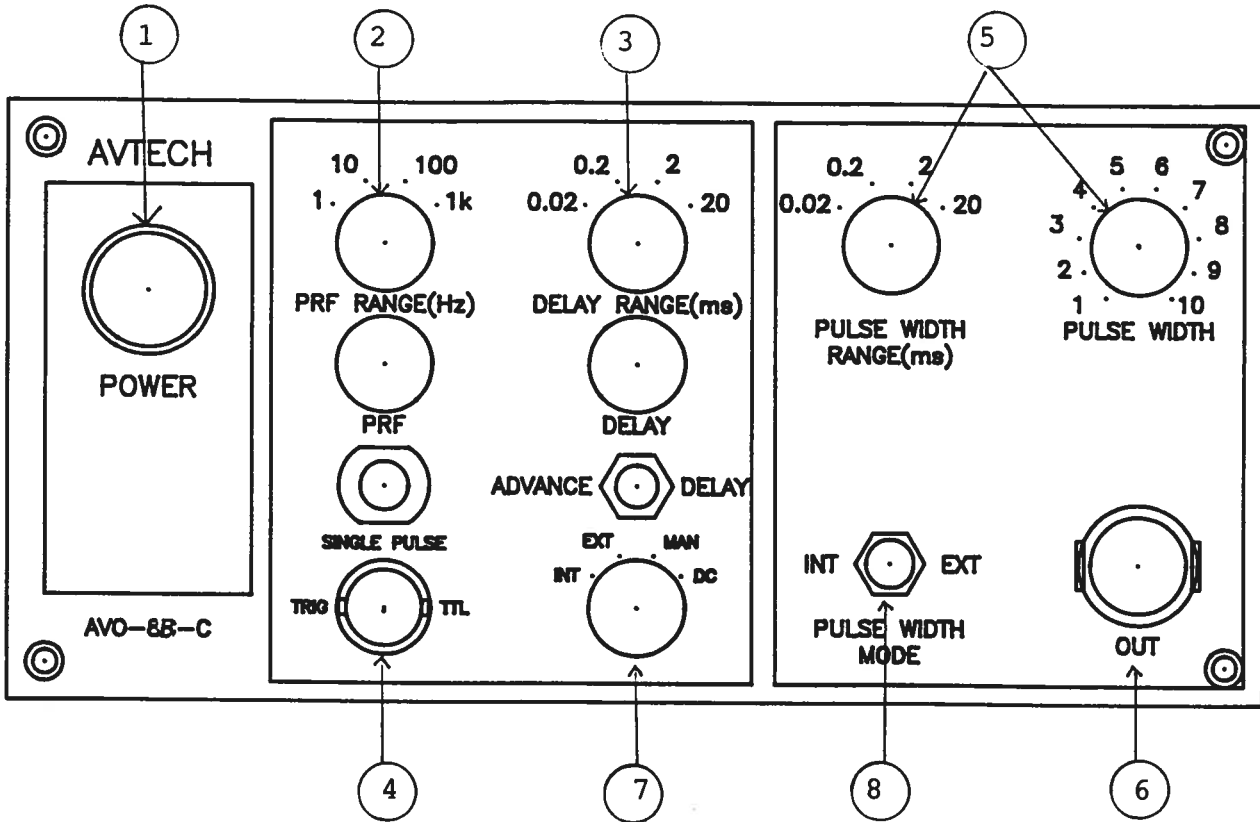 1
2
3
5
AVTECH
POWER
AVO-8B-C
10 100
1 1k
PRF RANGE(Hz)
PRF
SINGLE PULSE
TRIG TTL
0.2 2
0.02 20
DELAY RANGE(ms)
DELAY
ADVANCE DELAY
EXT MAN
INT DC
0.2 2
0.02 20
PULSE WIDTH
RANGE(ms)
5 6
4 7
3 8
2 9
1 10
PULSE WIDTH
INT EXT
PULSE WIDTH
MODE
OUT
4
7
8
6